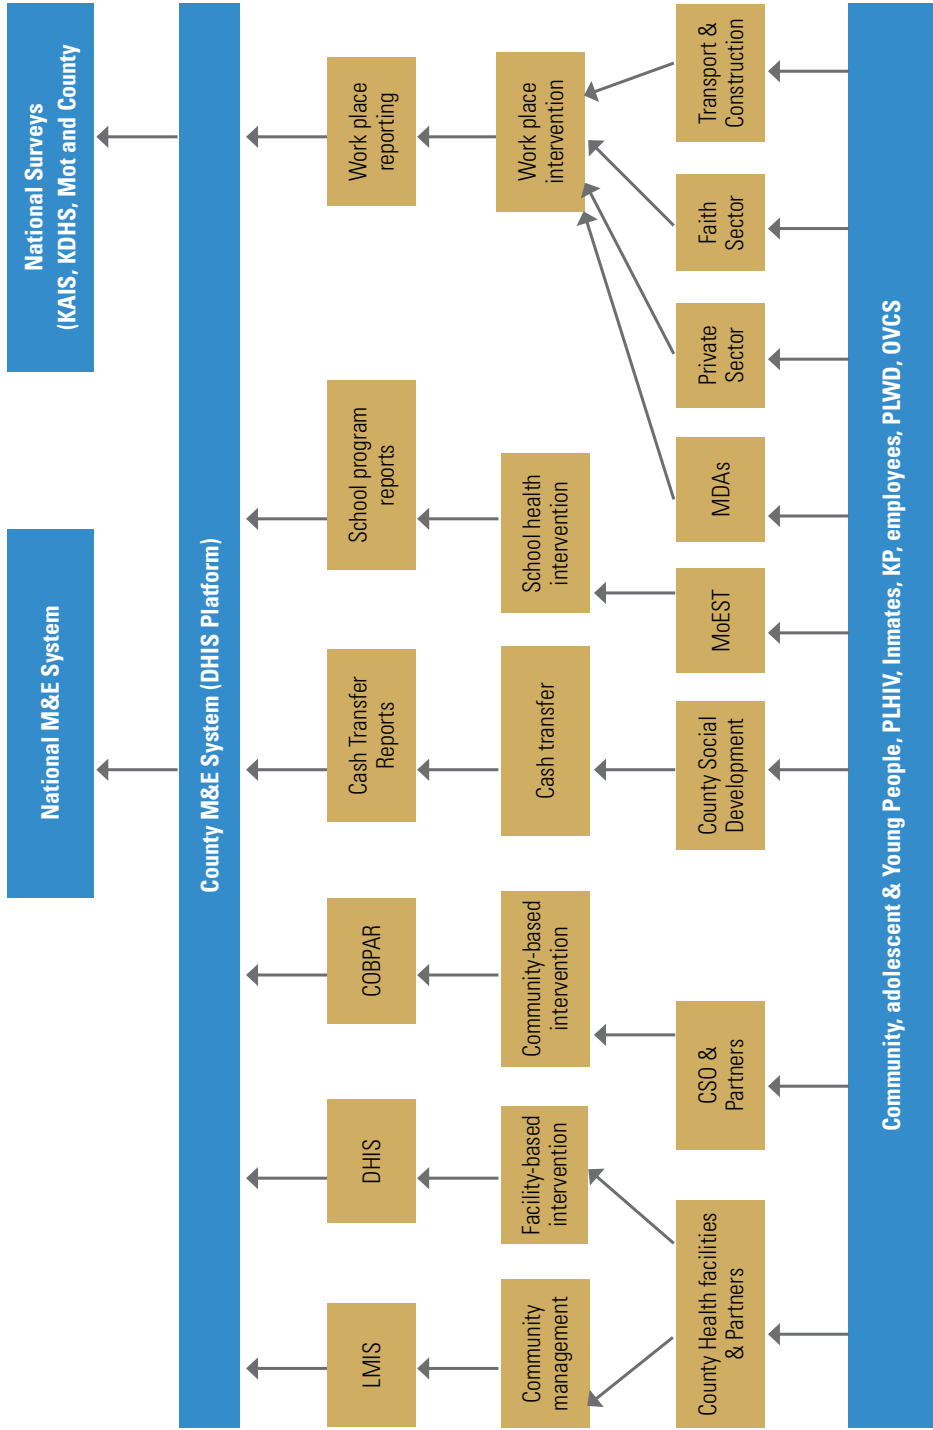 National M&E System
National Surveys
(KAIS, KDHS, Mot and County
County M&E System (DHIS Platform)
LMIS
DHIS
COBPAR
Cash Transfer
Reports
School program
reports
Work place
reporting
Community
management
Facility-based
intervention
Community-based
intervention
Cash transfer
School health
intervention
Work place
intervention
County Health facilities
& Partners
CSO &
Partners
County Social
Development
MoEST
MDAs
Private
Sector
Faith
Sector
Transport &
Construction
Community, adolescent & Young People, PLHIV, Inmates, KP, employees, PLWD, OVCS